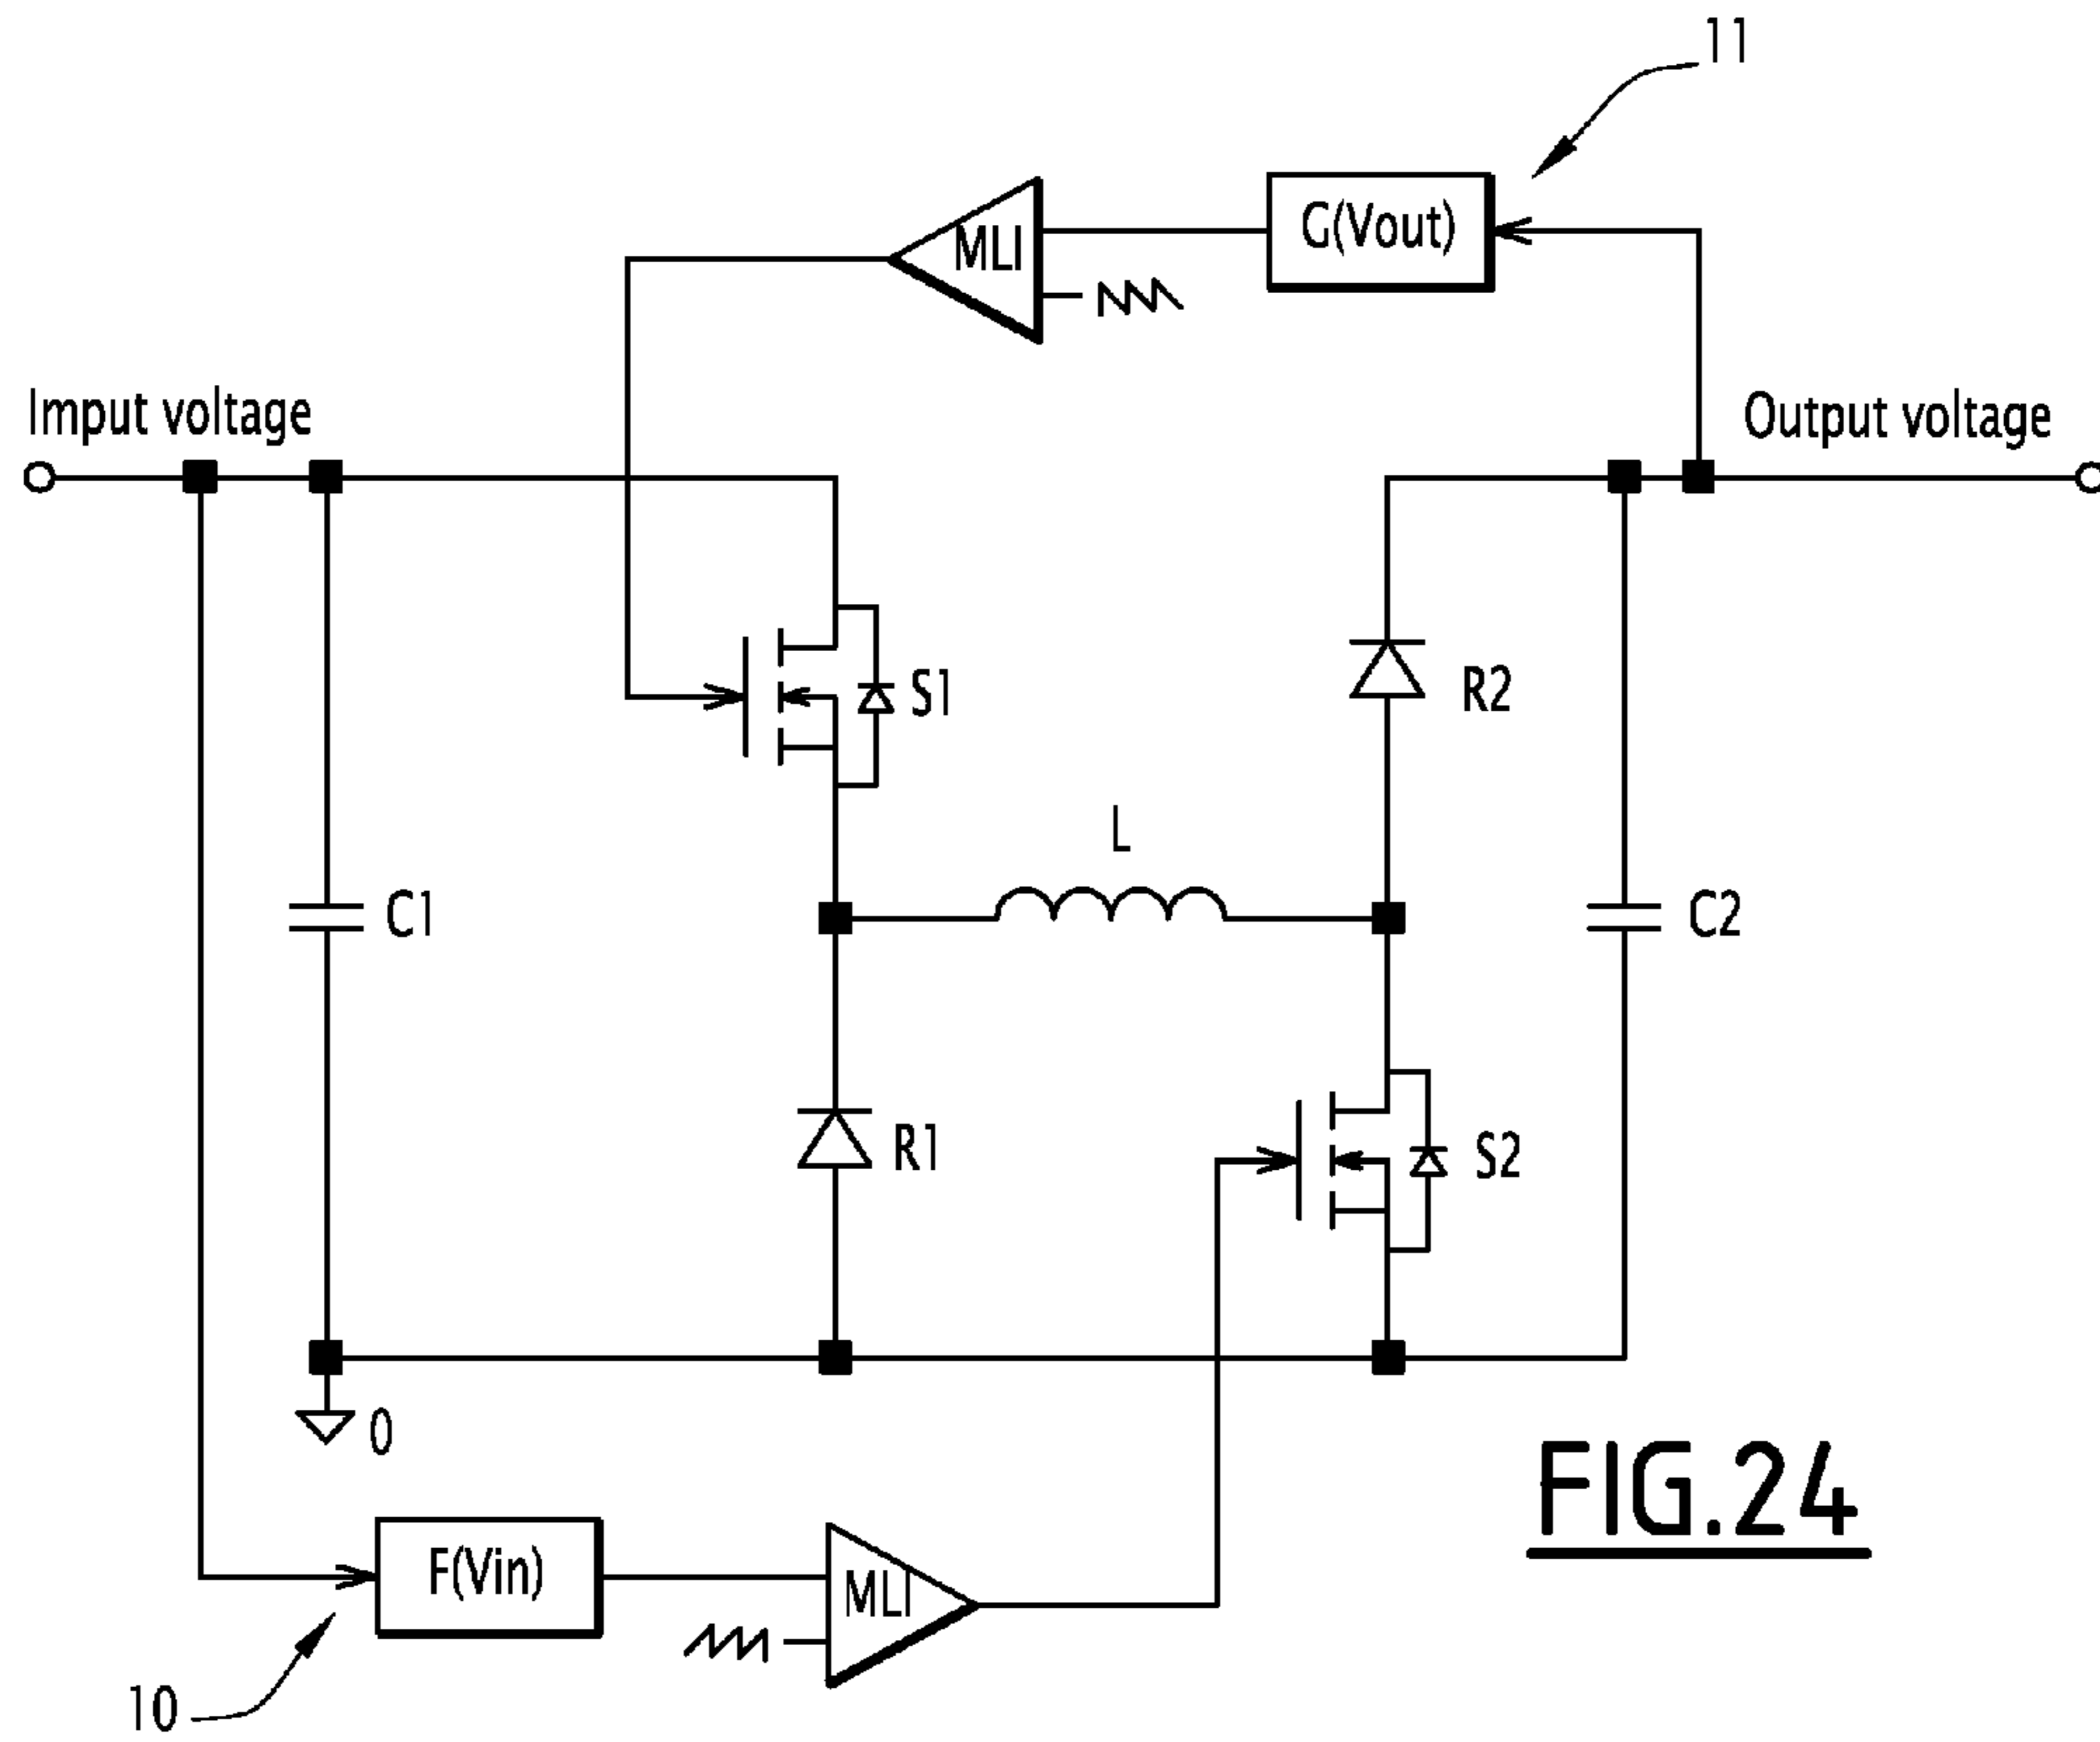 11
MLI
G(Vout)
Imput voltage
Output voltage
S1
R2
L
C1
C2
R1
S2
0
F(Vin)
MLI
10
FIG.24